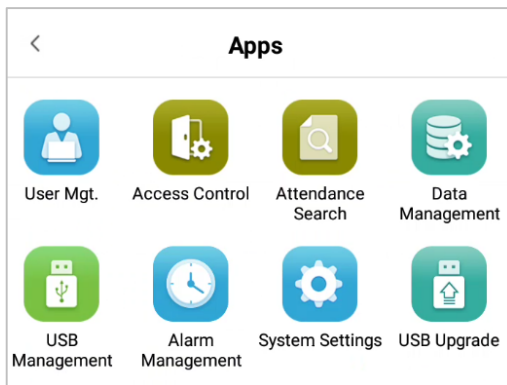 Apps
User Mgt.
Access Control
Attendance
Search
Data
Management
USB
Management
Alarm
Management
System Settings
USB Upgrade